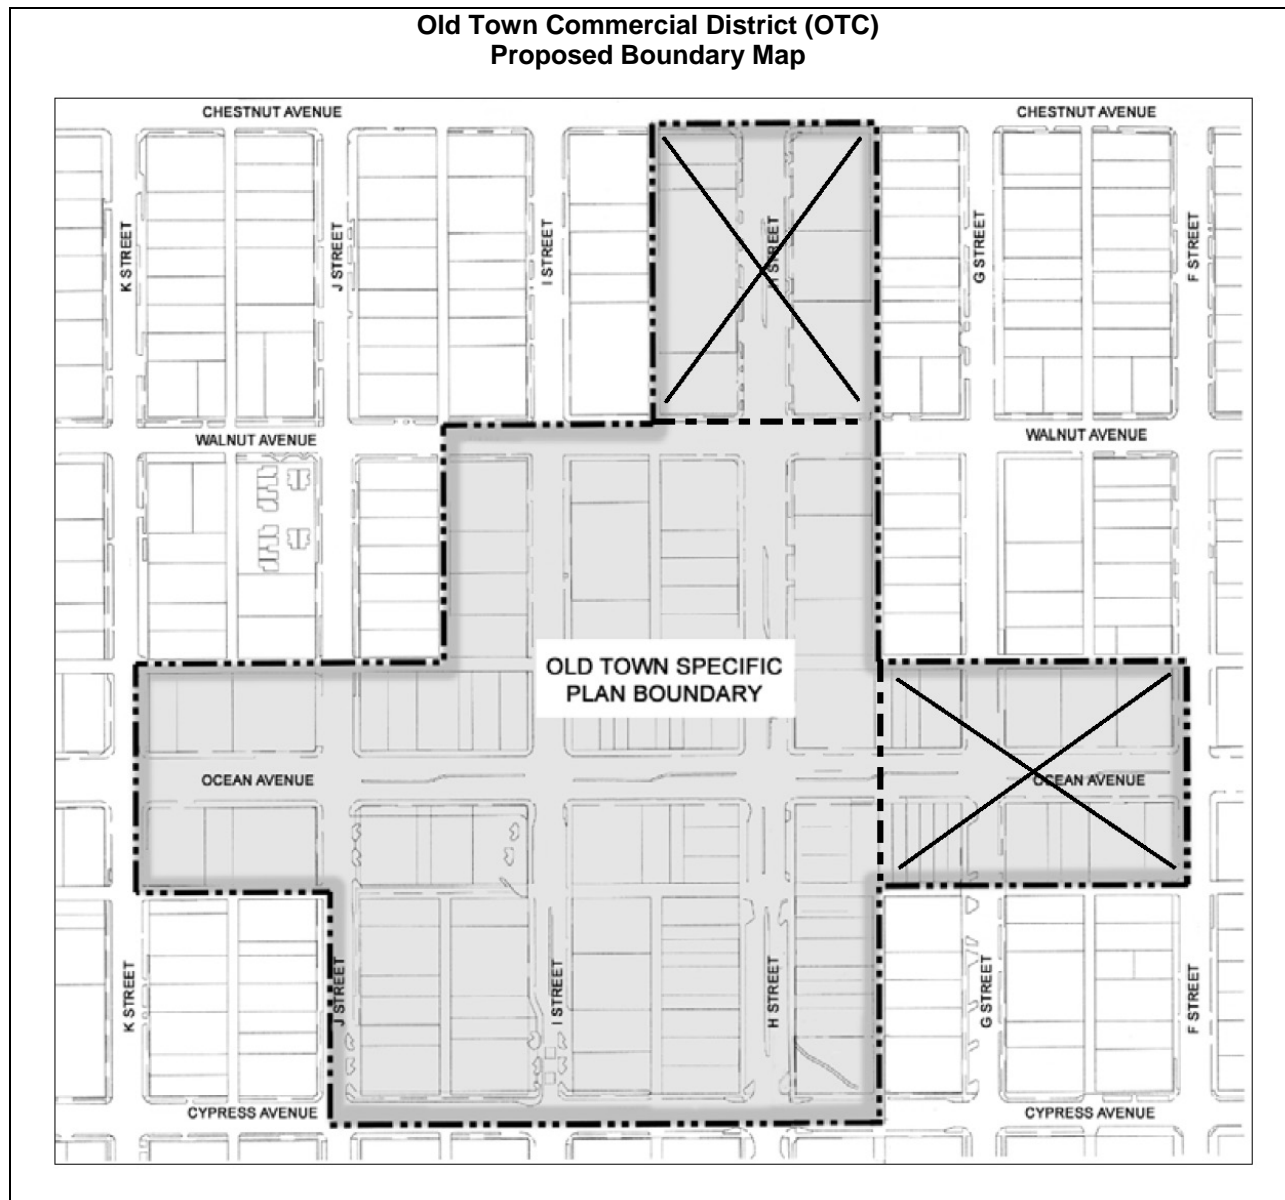 Old Town Commercial District (OTC)
Proposed Boundary Map
CHESTNUT AVENUE
CHESTNUT AVENUE
K STREET
J STREET
I STREET
H STREET
G STREET
F STREET
WALNUT AVENUE
WALNUT AVENUE
OLD TOWN SPECIFIC
PLAN BOUNDARY
OCEAN AVENUE
OCEAN AVENUE
K STREET
J STREET
I STREET
H STREET
G STREET
F STREET
CYPRESS AVENUE
CYPRESS AVENUE